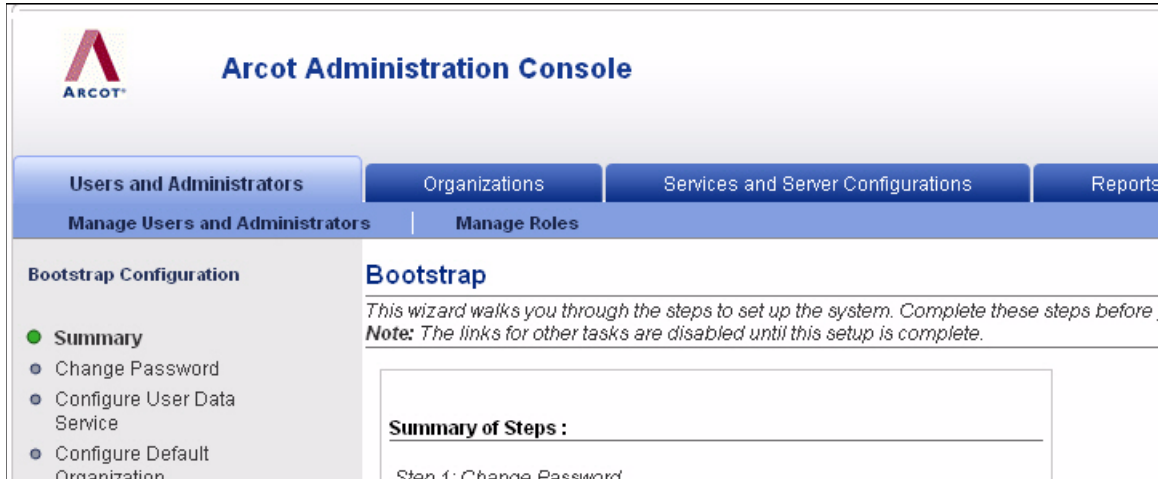 ARCOT
Arcot Administration Console
Users and Administrators
Organizations
Services and Server Configurations
Reports
Manage Users and Administrators
Manage Roles
Bootstrap Configuration
Summary
Change Password
Configure User Data
Service
Configure Default
Organization
Bootstrap
This wizard walks you through the steps to set up the system. Complete these steps before
Note: The links for other tasks are disabled until this setup is complete.
Summary of Steps :
Step 1: Change Password